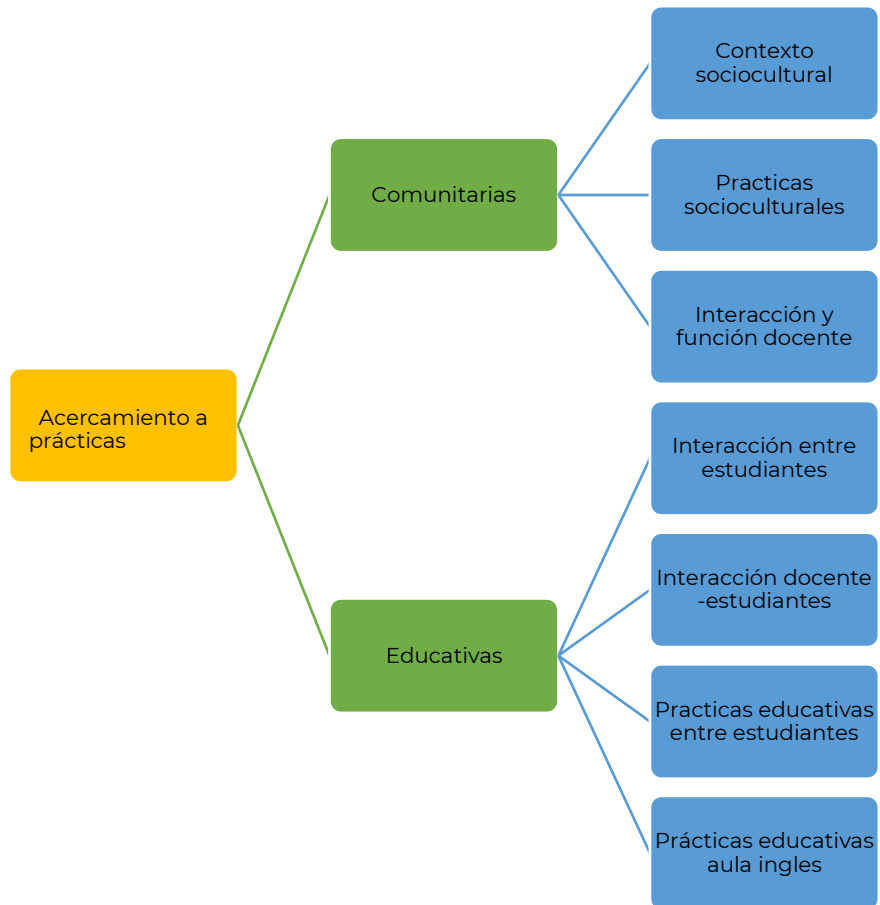 Acercamiento a
prácticas
Comunitarias
Contexto
sociocultural
Practicas
socioculturales
Interacción y
función docente
Educativas
Interacción entre
estudiantes
Interacción docente
-estudiantes
Practicas educativas
entre estudiantes
Prácticas educativas
aula ingles